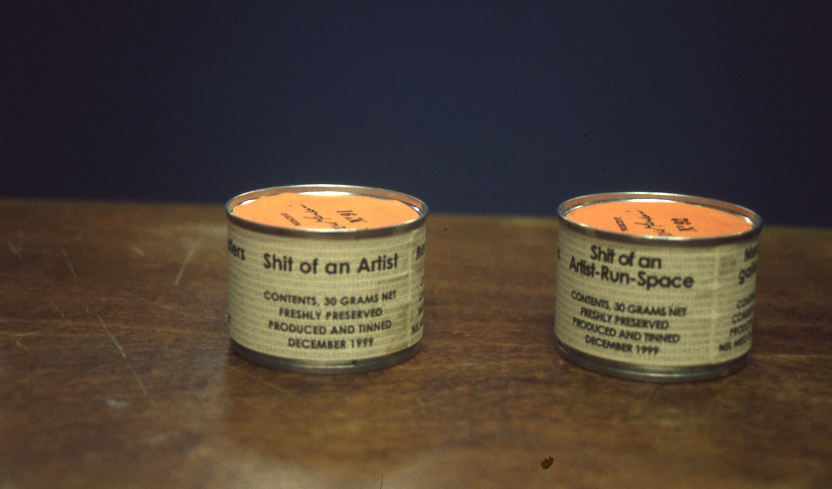 Shit of an Artist
CONTENTS, 30 GRAMS NET
FRESHLY PRESERVED
PRODUCED AND TINNED
DECEMBER 1999
Shit of an
Artist-Run-Space
CONTENTS, 30 GRAMS NET
FRESHLY PRESERVED
PRODUCED AND TINNED
DECEMBER 1999